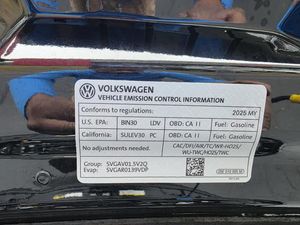 VOLKSWAGEN
VEHICLE EMISSION CONTROL INFORMATION
Conforms to regulations: 2025 MY
U.S. EPA: BIN30 LDV OBD: CA II Fuel: Gasoline
California: SULEV30 PC OBD: CA II Fuel: Gasoline
No adjustments needed. CAC/DFI/AIR/TC/WR-HO2S/
WU-TWC/HO2S/TWC
Group: SVGAV01.5V2Q
Evap: SVGAR0139VDP